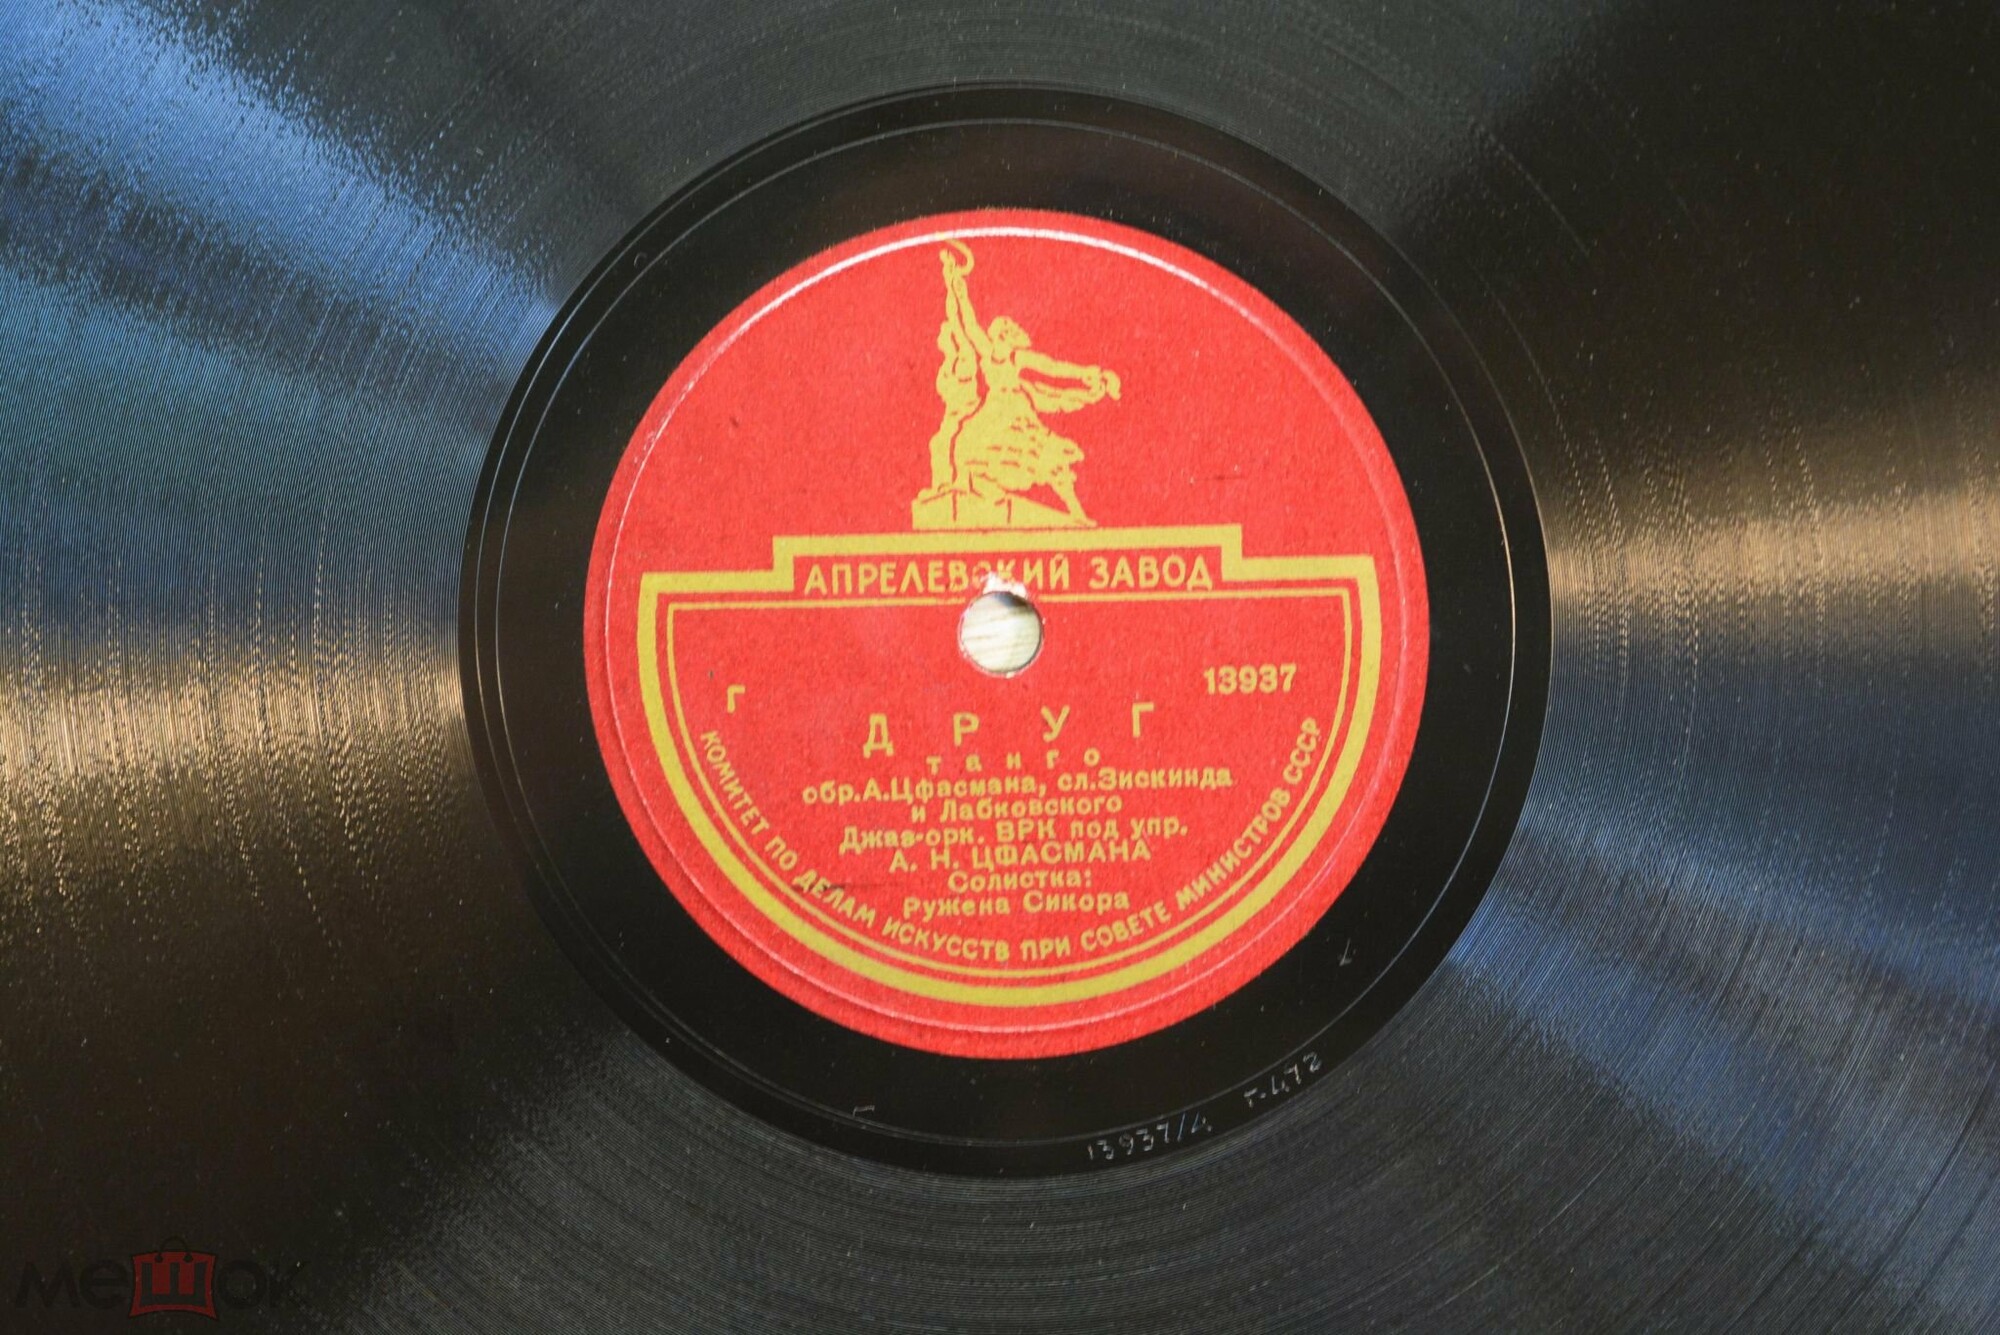 АПРЕЛЕВСКИЙ ЗАВОД
13937
Г
ДРУГ
танго
обр.А.Цфасмана, сл.Зискинда
и Лабковского
Джаз-орк. ВРК под упр.
А. Н. ЦФАСМАНА
Солистка:
Ружена Сикора
КОМИТЕТ ПО ДЕЛАМ ИСКУССТВ ПРИ СОВЕТЕ МИНИСТРОВ СССР
13937/4 Г-472
мешок